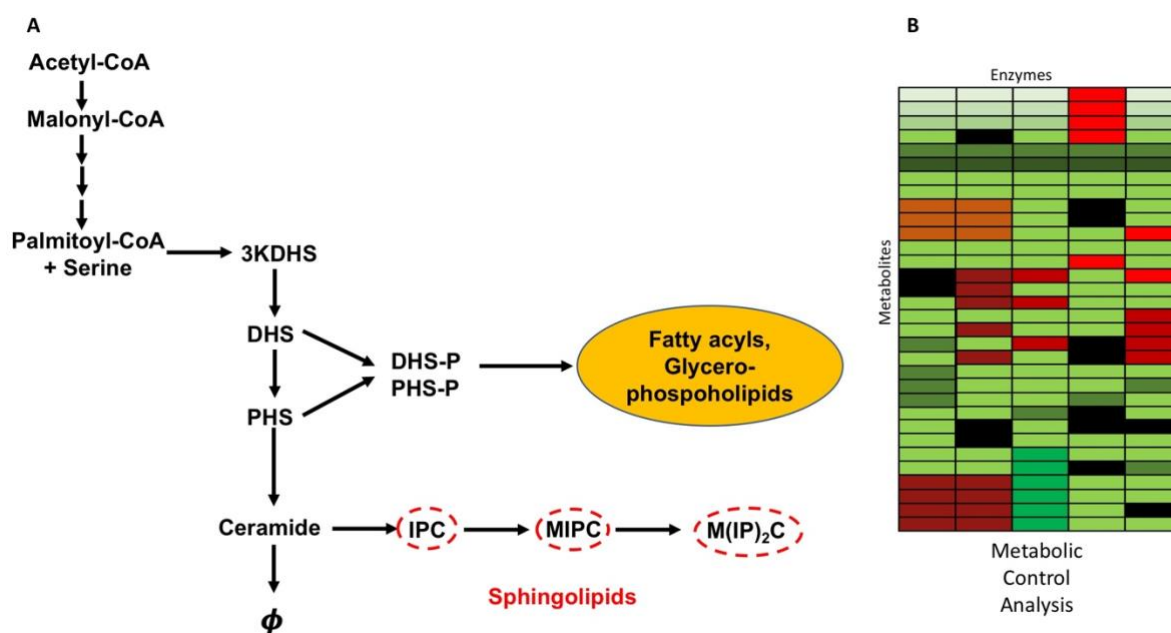 A
Acetyl-CoA
Malonyl-CoA
Palmitoyl-CoA
+ Serine
3KDHS
DHS
PHS
DHS-P
PHS-P
Fatty acyls,
Glycero-
phospoholipids
Ceramide
IPC
MIPC
M(IP)₂C
Sphingolipids
ϕ
B
Enzymes
Metabolites
Metabolic
Control
Analysis